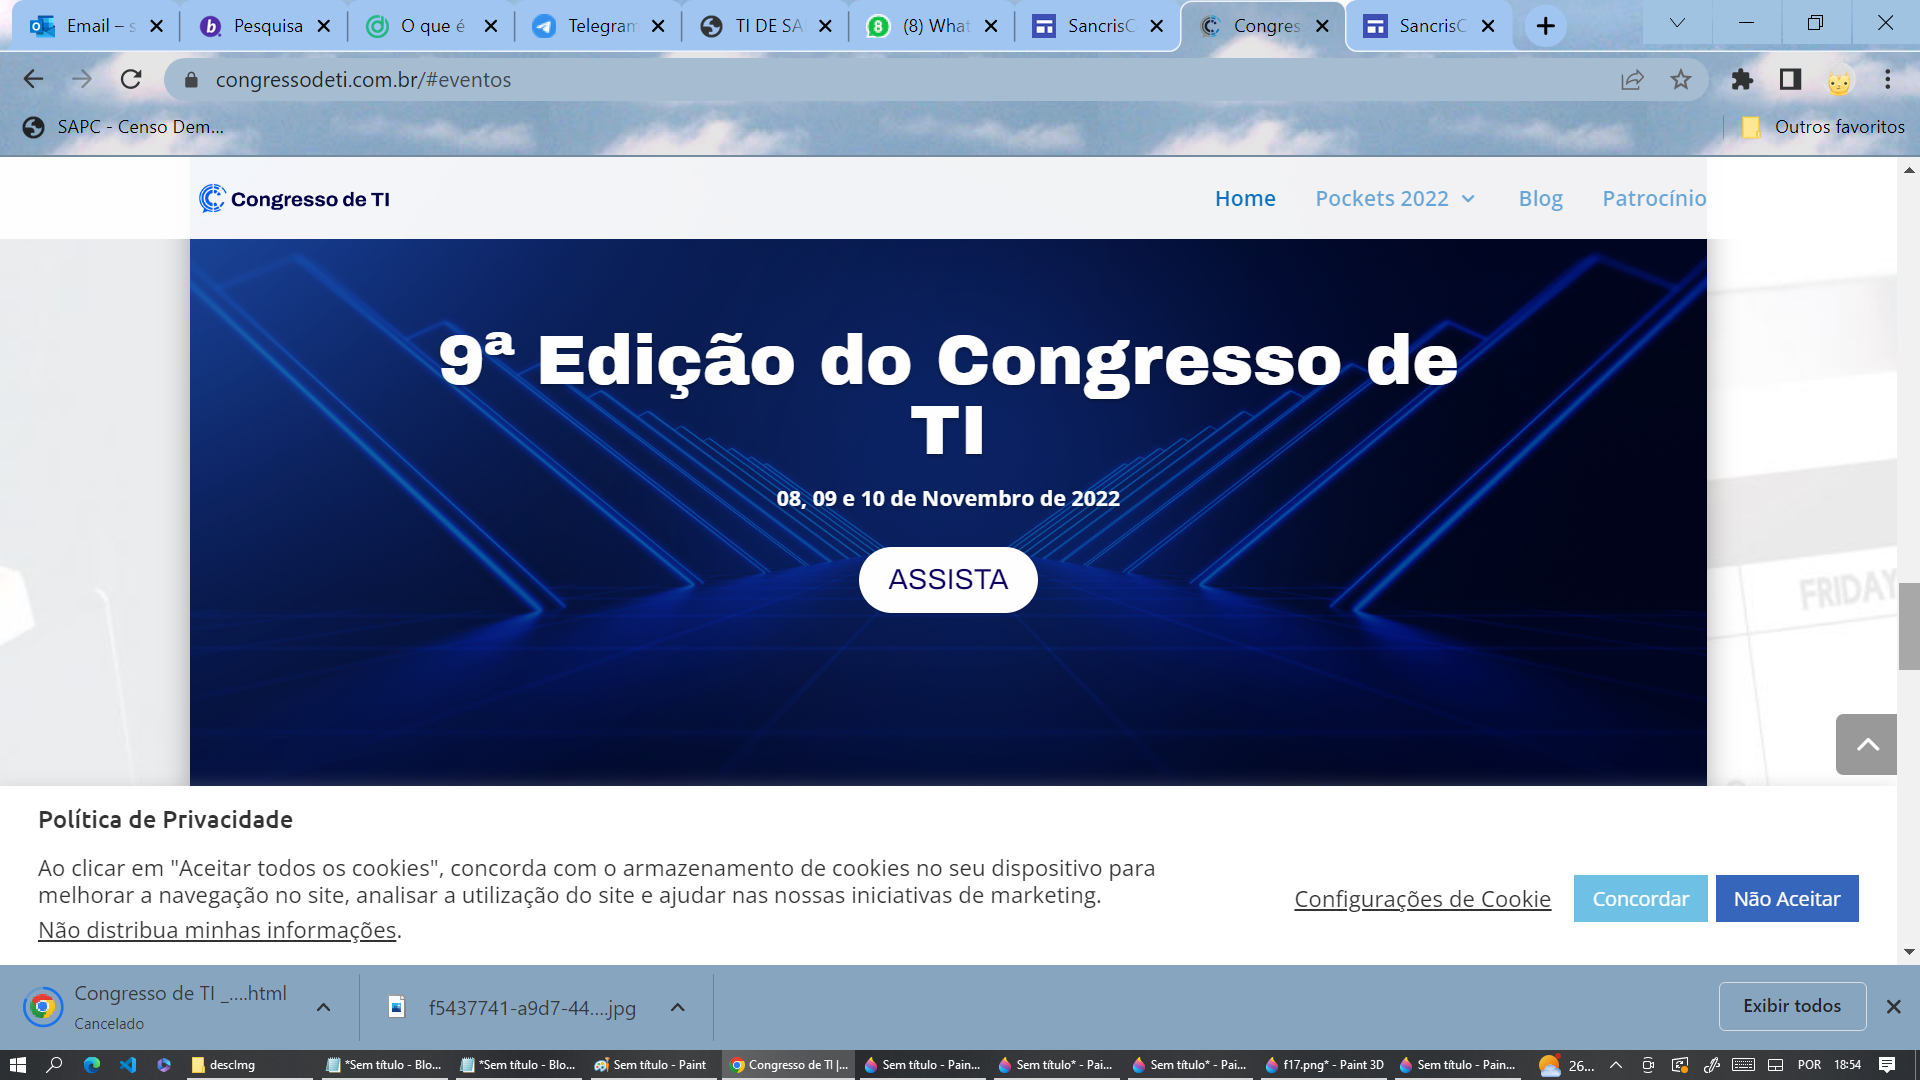 Email – s
Pesquisa
O que é
Telegram
TI DE SA
(8) What
SancrisC
Congres
SancrisC
congressodeti.com.br/#eventos
SAPC - Censo Dem...
Outros favoritos
Congresso de TI
Home
Pockets 2022
Blog
Patrocínio
9ª Edição do Congresso de
TI
08, 09 e 10 de Novembro de 2022
ASSISTA
FRIDAY
Política de Privacidade
Ao clicar em "Aceitar todos os cookies", concorda com o armazenamento de cookies no seu dispositivo para
melhorar a navegação no site, analisar a utilização do site e ajudar nas nossas iniciativas de marketing.
Não distribua minhas informações.
Configurações de Cookie
Concordar
Não Aceitar
Congresso de TI _....html
Cancelado
f5437741-a9d7-44....jpg
Exibir todos
descImg
*Sem título - Blo...
*Sem título - Blo...
Sem título - Paint
Congresso de TI |...
Sem título - Pain...
Sem título* - Pai...
Sem título* - Pai...
f17.png* - Paint 3D
Sem título - Pain...
26...
POR
18:54